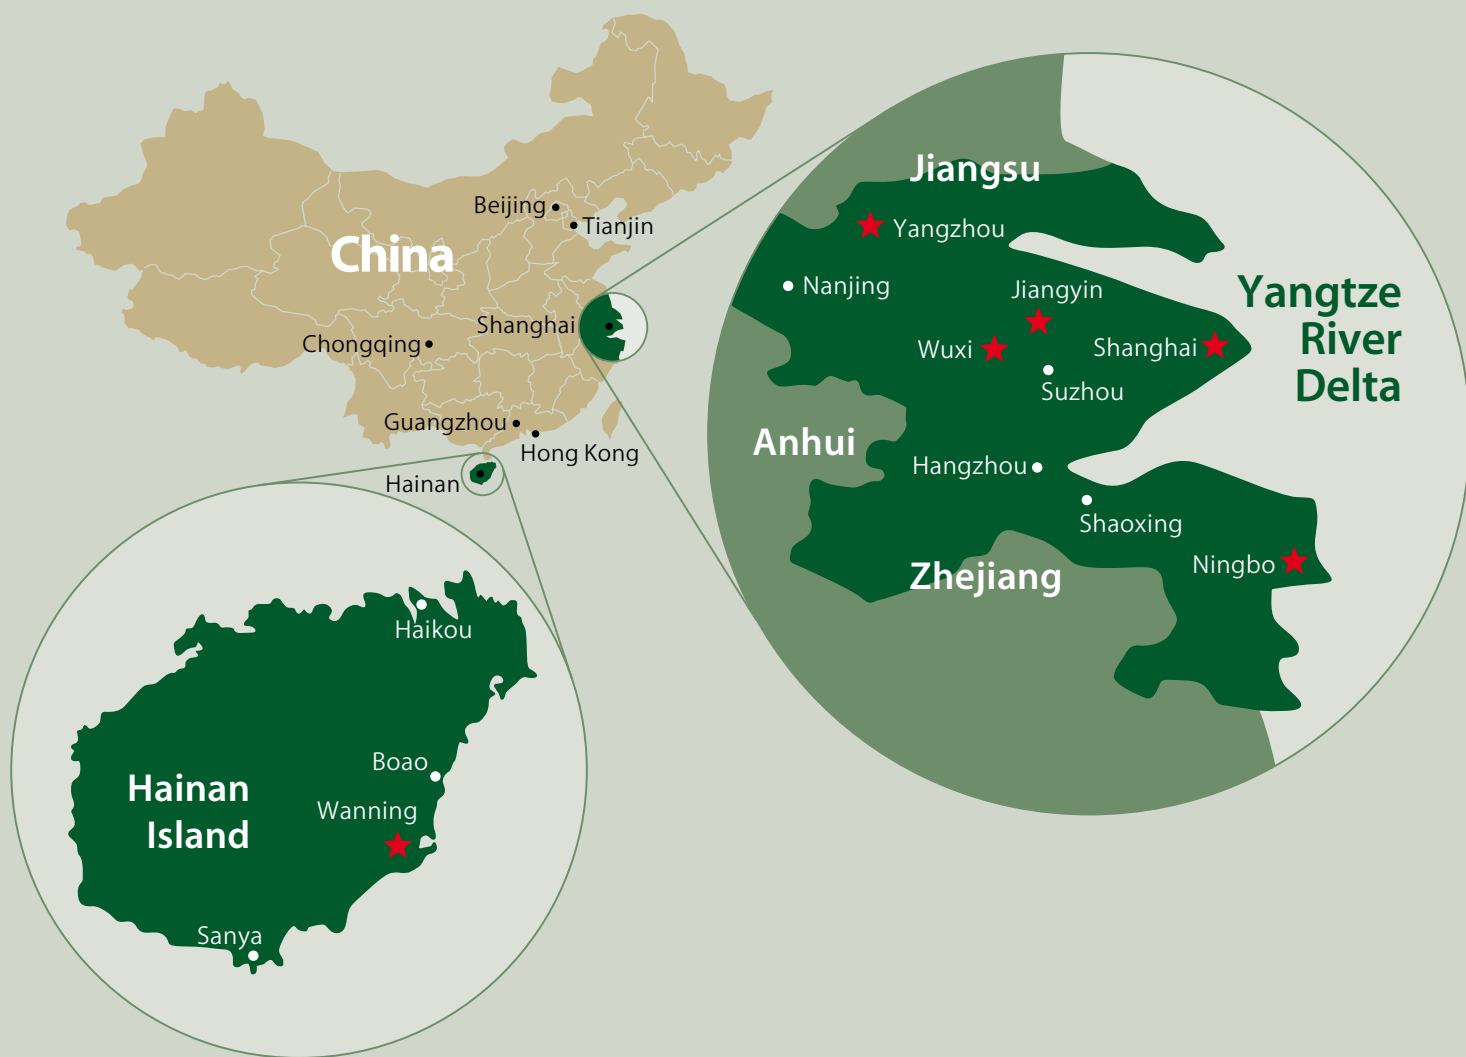 Beijing
Tianjin
China
Shanghai
Chongqing
Guangzhou
Hong Kong
Hainan
Jiangsu
Yangzhou
Nanjing
Jiangyin
Yangtze
River
Delta
Wuxi
Shanghai
Suzhou
Anhui
Hangzhou
Shaoxing
Ningbo
Zhejiang
Haikou
Boao
Hainan
Island
Wanning
Sanya